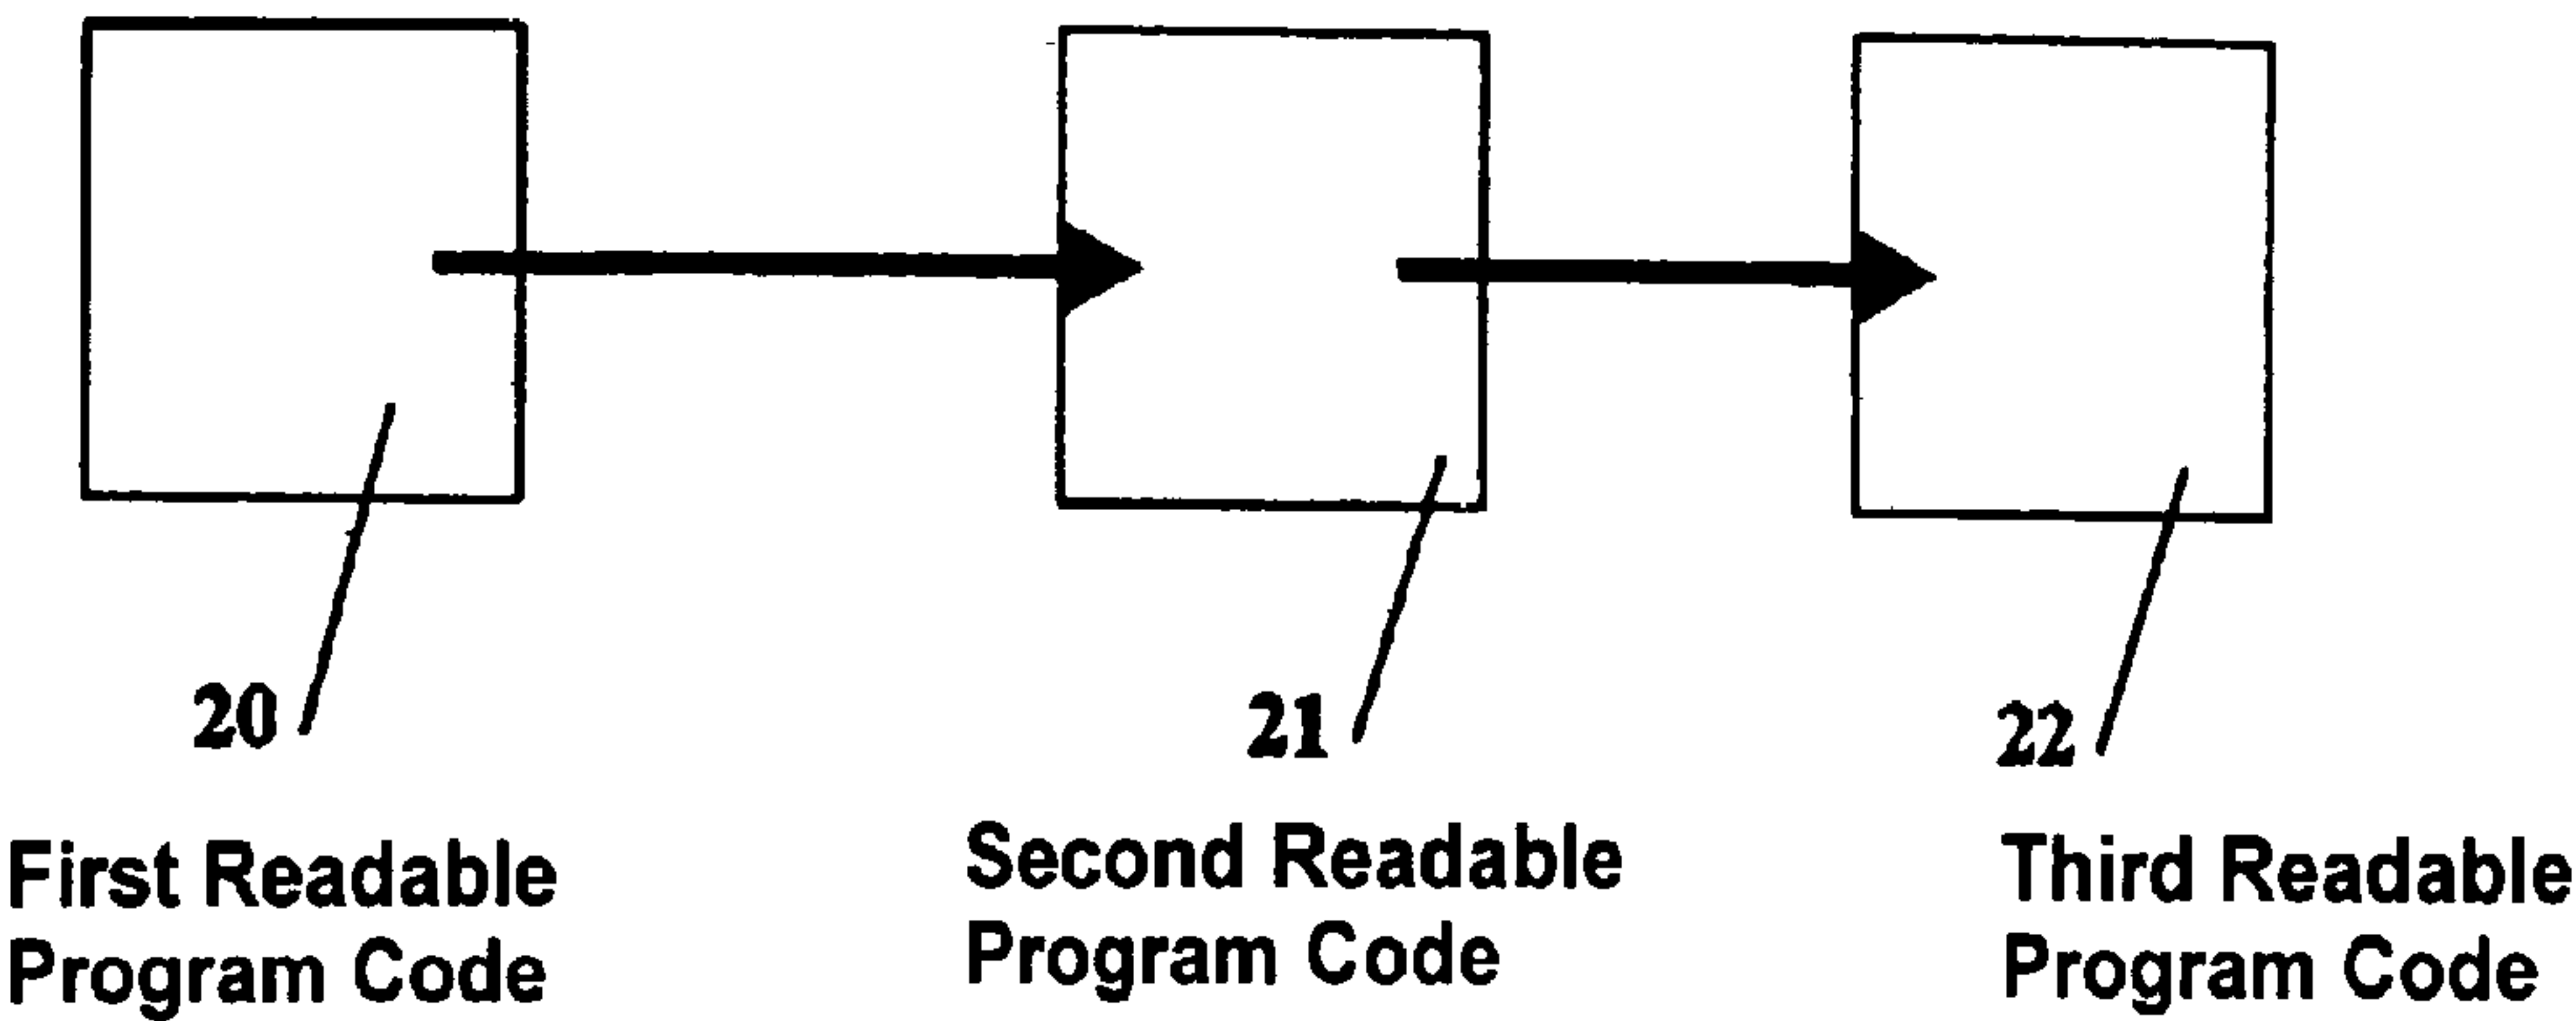 20
21
22
First Readable
Program Code
Second Readable
Program Code
Third Readable
Program Code